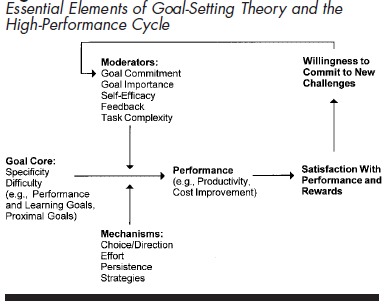 Essential Elements of Goal-Setting Theory and the
High-Performance Cycle
Moderators:
Goal Commitment
Goal Importance
Self-Efficacy
Feedback
Task Complexity
Willingness to
Commit to New
Challenges
Goal Core:
Specificity
Difficulty
(e.g., Performance
and Learning Goals,
Proximal Goals)
Performance
(e.g., Productivity,
Cost Improvement)
Satisfaction With
Performance and
Rewards
Mechanisms:
Choice/Direction
Effort
Persistence
Strategies